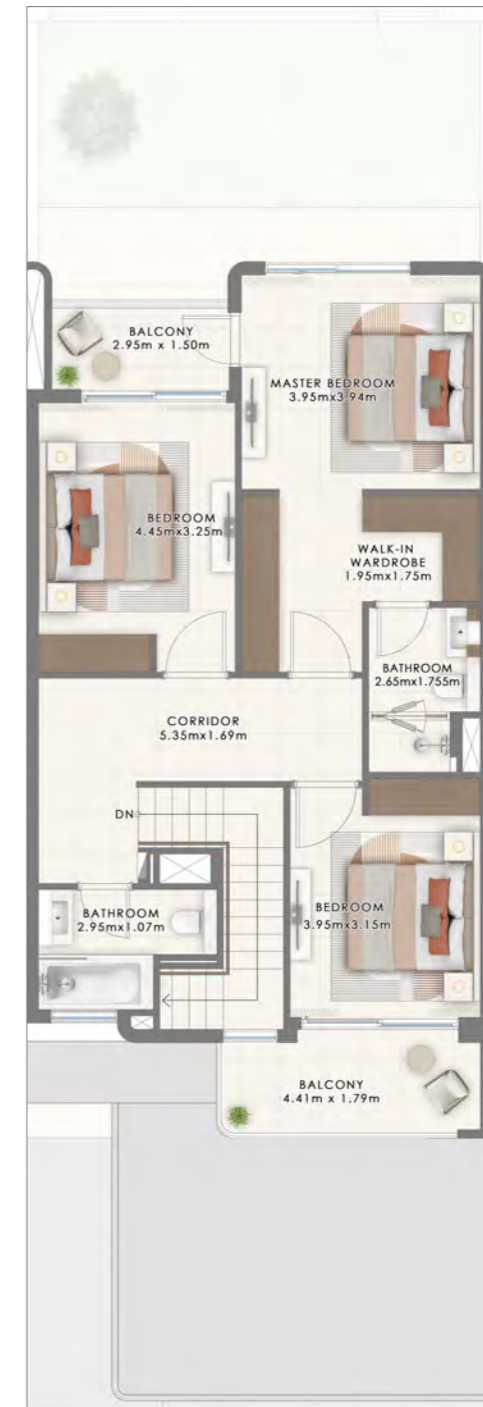 BALCONY
2.95m x 1.50m
MASTER BEDROOM
3.95mx3.94m
BEDROOM
4.45mx3.25m
WALK-IN
WARDROBE
1.95mx1.75m
BATHROOM
2.65mx1.755m
CORRIDOR
5.35mx1.69m
DN
BATHROOM
2.95mx1.07m
BEDROOM
3.95mx3.15m
BALCONY
4.41m x 1.79m